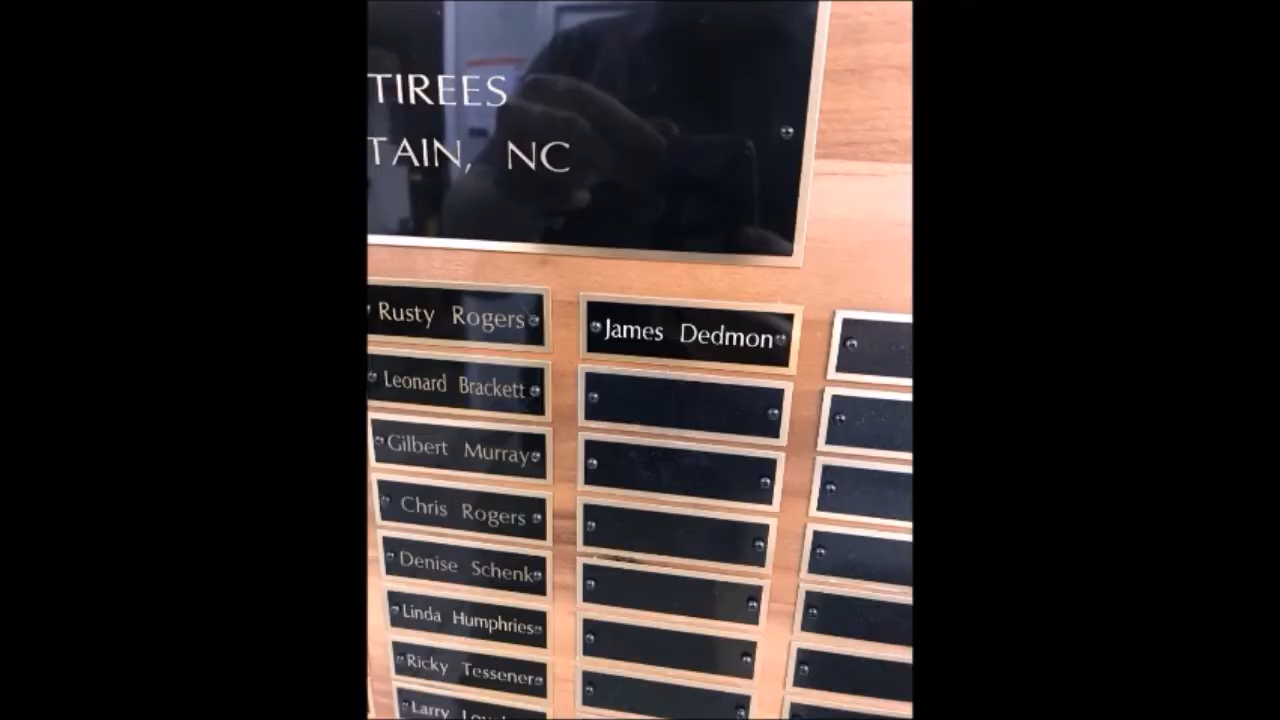 TIREES
TAIN, NC
Rusty Rogers
James Dedmon
Leonard Brackett
Gilbert Murray
Chris Rogers
Denise Schenk
Linda Humphries
Ricky Tessener
Larry